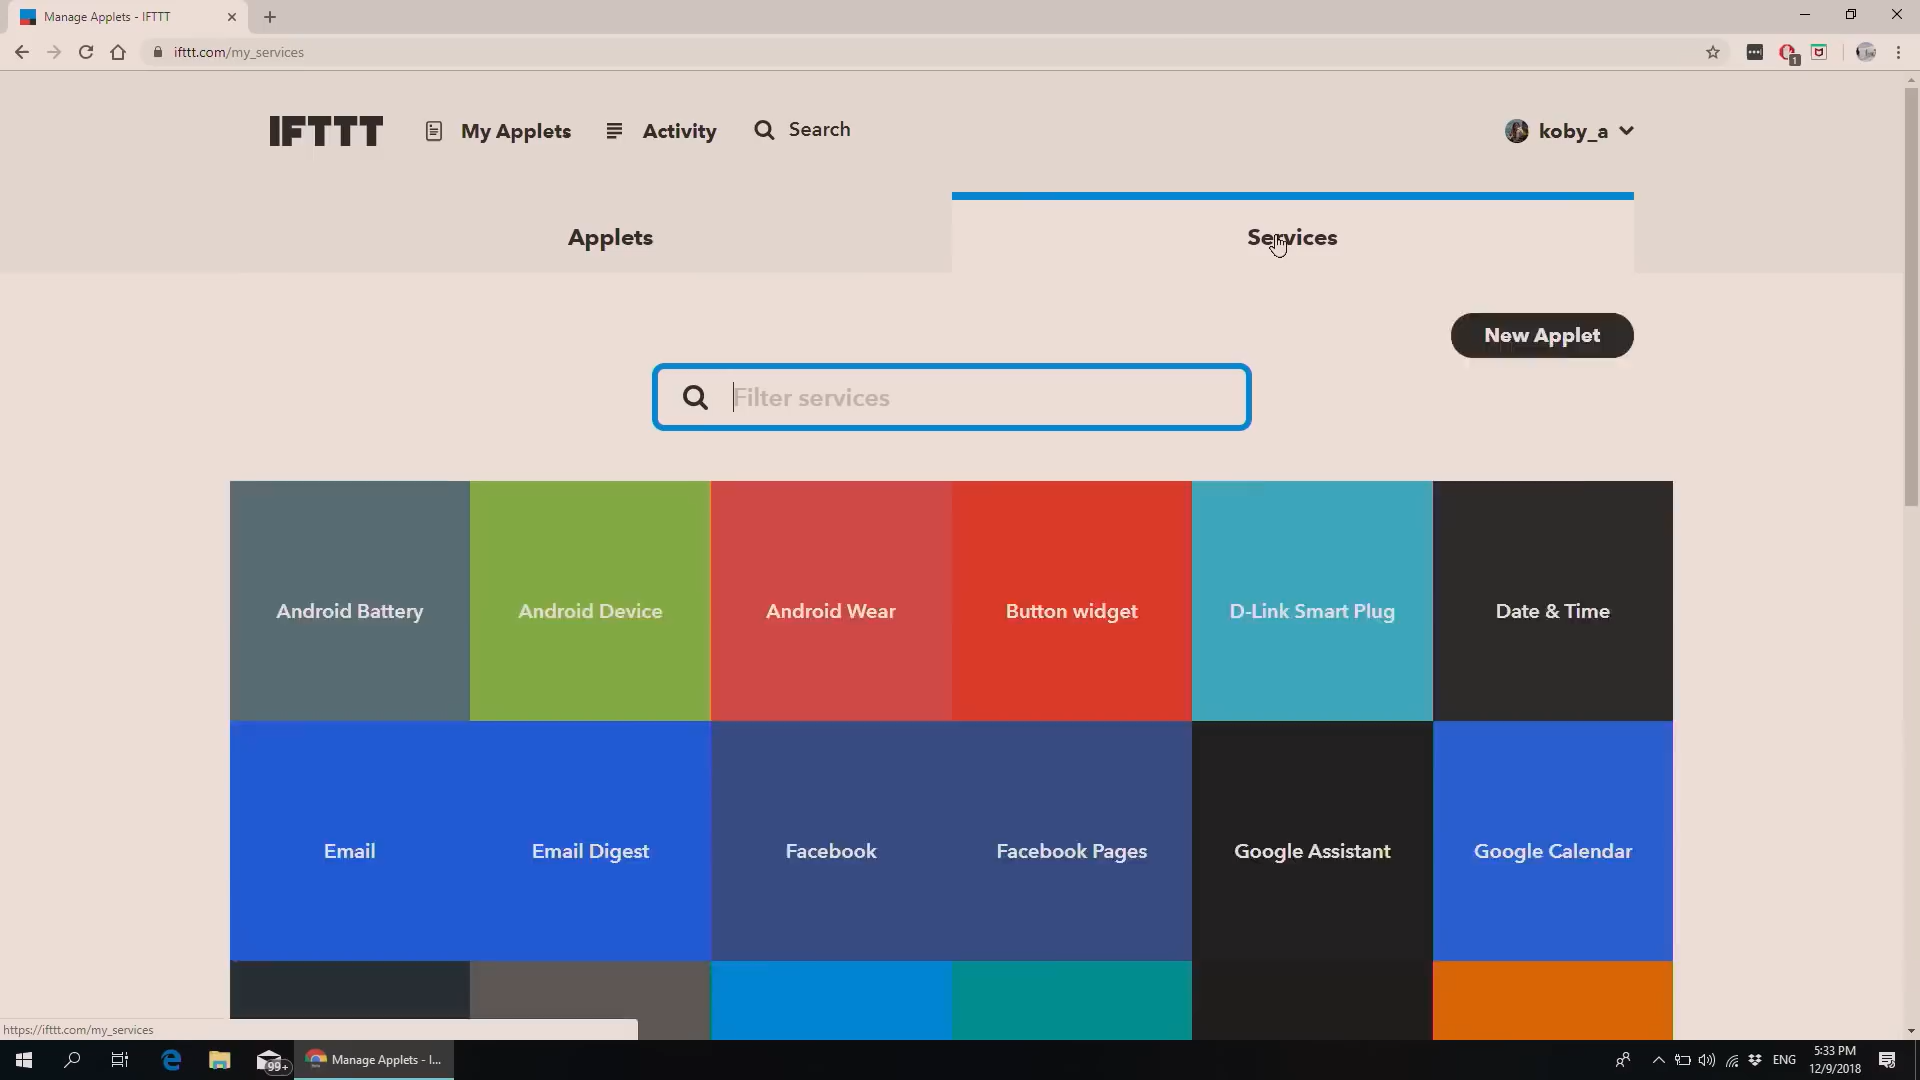 Manage Applets - IFTTT
ifttt.com/my_services
1
IFTTT
My Applets
Activity
Search
koby_a
Applets
Services
New Applet
Filter services
Android Battery
Android Device
Android Wear
Button widget
D-Link Smart Plug
Date & Time
Email
Email Digest
Facebook
Facebook Pages
Google Assistant
Google Calendar
https://ifttt.com/my_services
99+
Manage Applets - I...
ENG
5:33 PM
12/9/2018